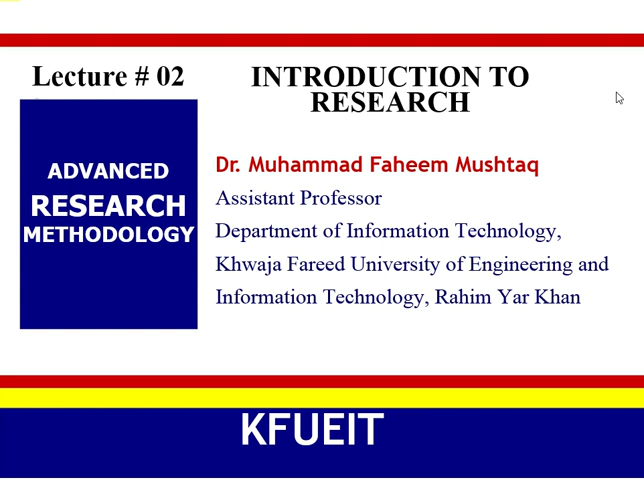 Lecture # 02
INTRODUCTION TO
RESEARCH
ADVANCED
RESEARCH
METHODOLOGY
Dr. Muhammad Faheem Mushtaq
Assistant Professor
Department of Information Technology,
Khwaja Fareed University of Engineering and
Information Technology, Rahim Yar Khan
KFUEIT